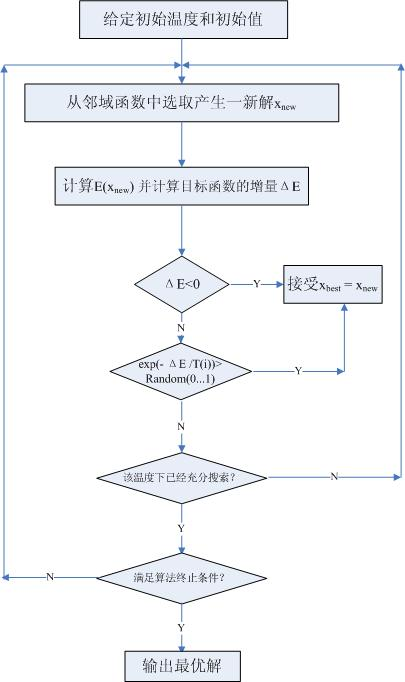 给定初始温度和初始值
从邻域函数中选取产生一新解xnew
计算E(xnew) 并计算目标函数的增量ΔE
ΔE<0
Y
接受xbest = xnew
N
exp(- ΔE /T(i))>
Random(0...1)
Y
N
该温度下已经充分搜索?
N
Y
满足算法终止条件?
N
Y
输出最优解